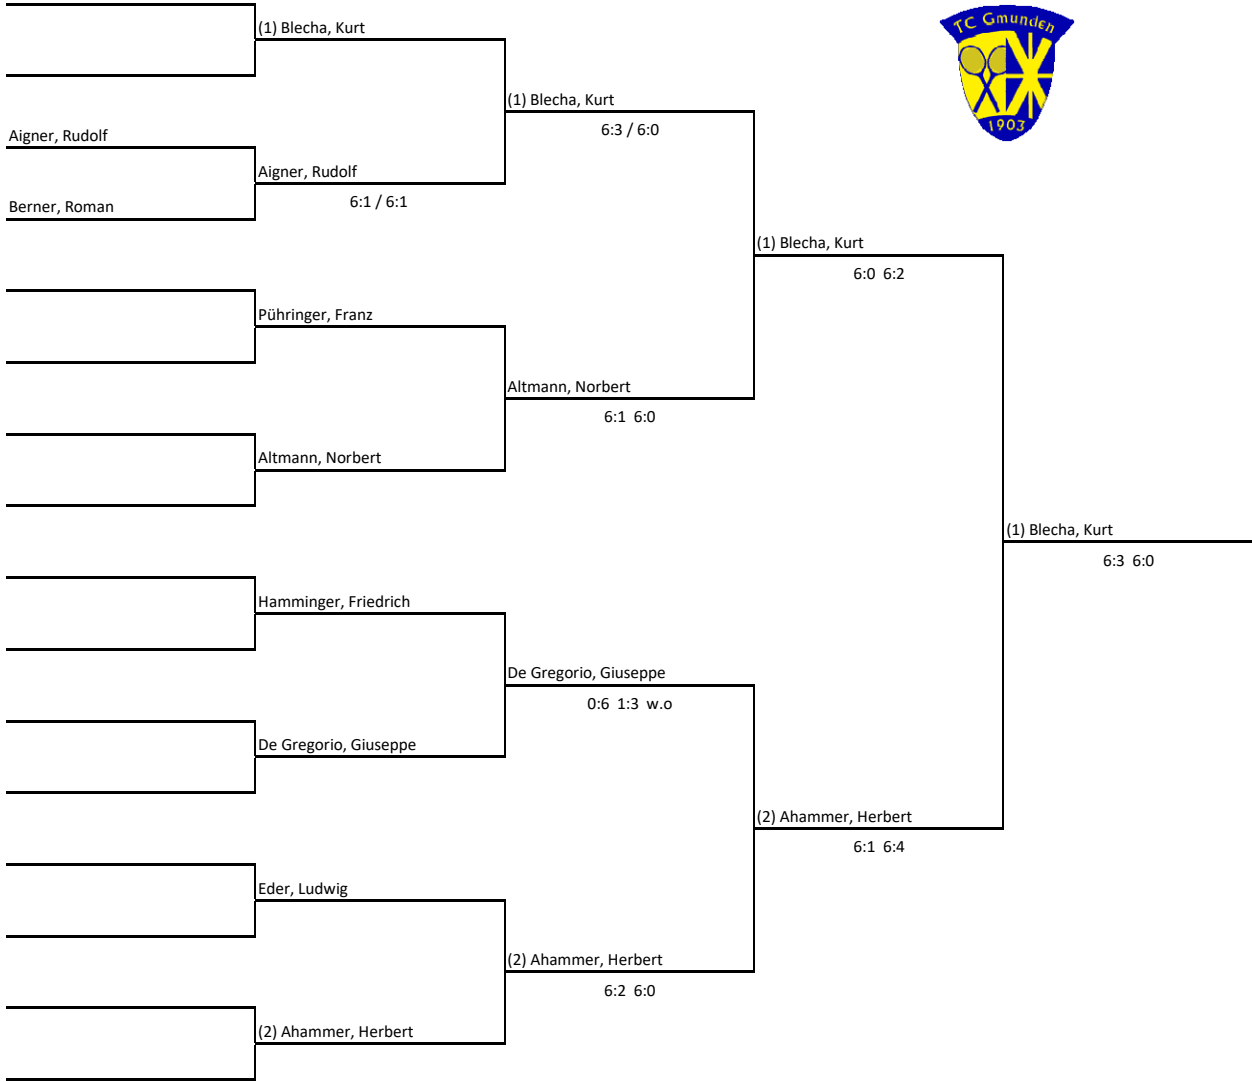 TC Gmunden
1903
(1) Blecha, Kurt
(1) Blecha, Kurt
6:3 / 6:0
Aigner, Rudolf
Aigner, Rudolf
6:1 / 6:1
Berner, Roman
(1) Blecha, Kurt
6:0 6:2
Pühringer, Franz
Altmann, Norbert
6:1 6:0
Altmann, Norbert
(1) Blecha, Kurt
6:3 6:0
Hamminger, Friedrich
De Gregorio, Giuseppe
0:6 1:3 w.o
De Gregorio, Giuseppe
(2) Ahammer, Herbert
6:1 6:4
Eder, Ludwig
(2) Ahammer, Herbert
6:2 6:0
(2) Ahammer, Herbert